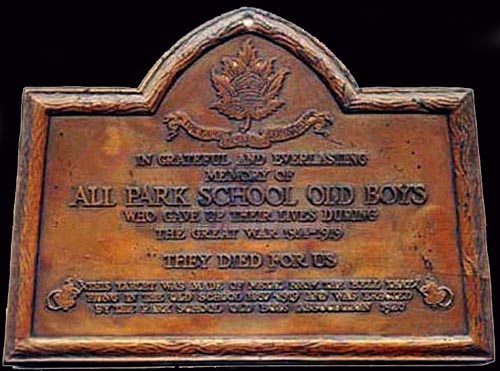 IN GRATEFUL AND EVERLASTING
MEMORY OF
ALL PARK SCHOOL OLD BOYS
WHO GAVE UP THEIR LIVES DURING
THE GREAT WAR 1914-1919
THEY DIED FOR US
THIS TABLET WAS MADE OF METAL FROM THE BELL THAT
HUNG IN THE OLD SCHOOL AND WAS ERECTED
BY THE PARK SCHOOL OLD BOYS ASSOCIATION 1920